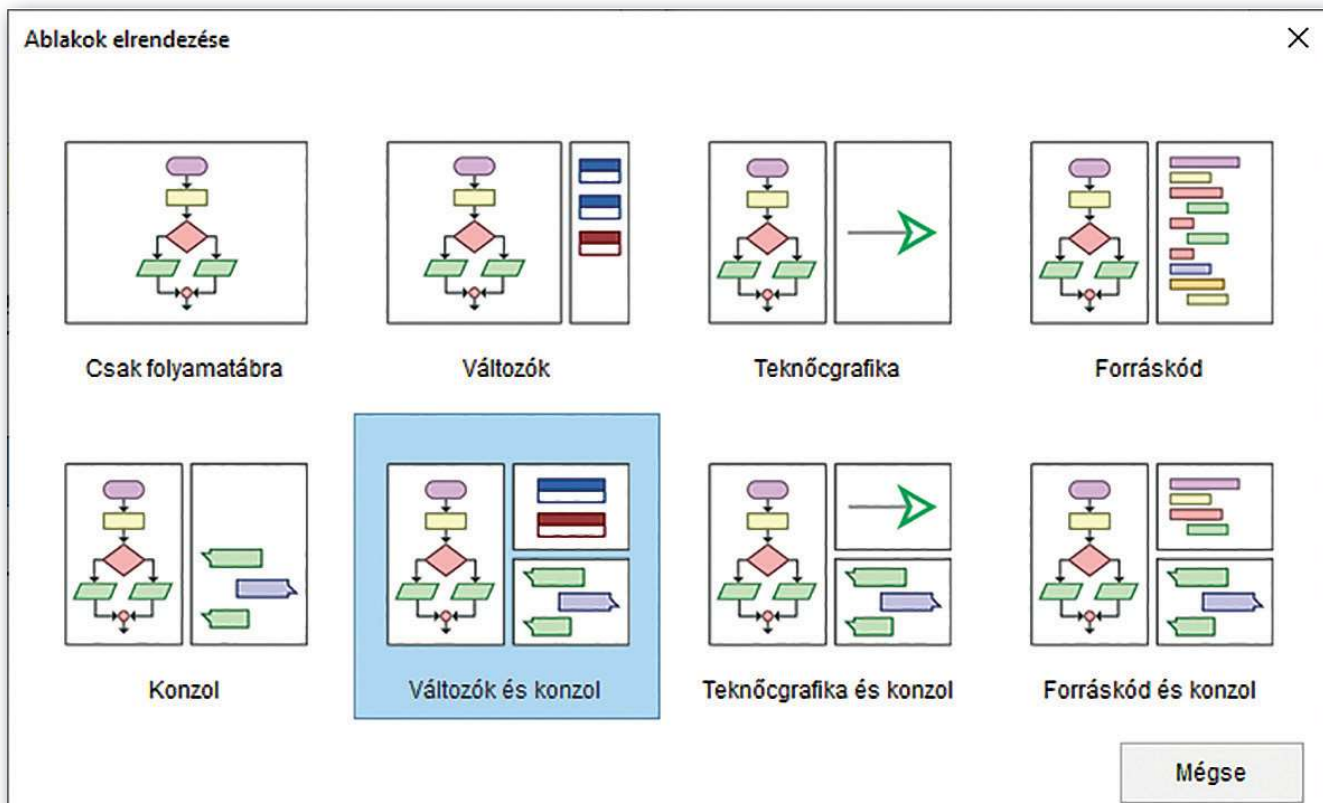 Ablakok elrendezése
Csak folyamatábra
Változók
Teknőcgrafika
Forráskód
Konzol
Változók és konzol
Teknőcgrafika és konzol
Forráskód és konzol
Mégse